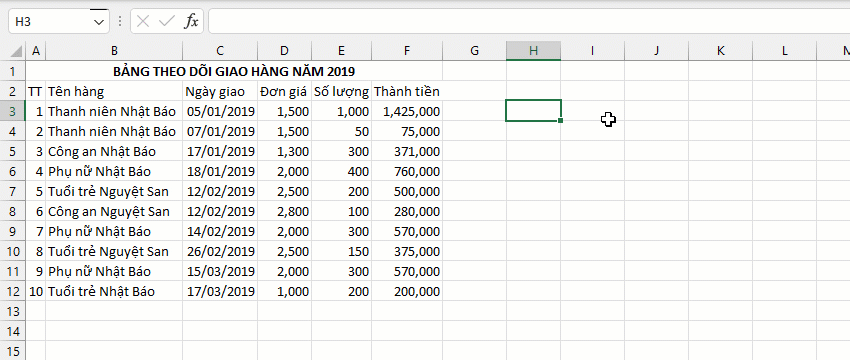 H3 fx
A B C D E F G H I J K L M
1 BẢNG THEO DÕI GIAO HÀNG NĂM 2019
2 TT Tên hàng Ngày giao Đơn giá Số lượng Thành tiền
3 1 Thanh niên Nhật Báo 05/01/2019 1,500 1,000 1,425,000
4 2 Thanh niên Nhật Báo 07/01/2019 1,500 50 75,000
5 3 Công an Nhật Báo 17/01/2019 1,300 300 371,000
6 4 Phụ nữ Nhật Báo 18/01/2019 2,000 400 760,000
7 5 Tuổi trẻ Nguyệt San 12/02/2019 2,500 200 500,000
8 6 Công an Nguyệt San 12/02/2019 2,800 100 280,000
9 7 Phụ nữ Nhật Báo 14/02/2019 2,000 300 570,000
10 8 Tuổi trẻ Nguyệt San 26/02/2019 2,500 150 375,000
11 9 Phụ nữ Nhật Báo 15/03/2019 2,000 300 570,000
12 10 Tuổi trẻ Nhật Báo 17/03/2019 1,000 200 200,000
13
14
15